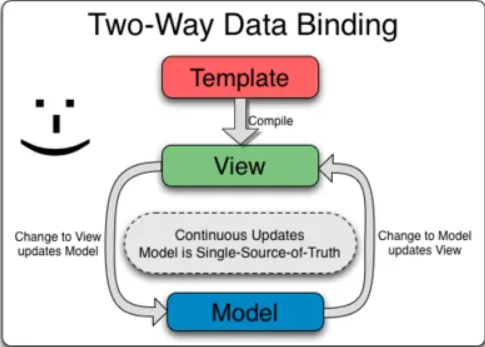 Two-Way Data Binding
Template
Compile
View
Change to View
updates Model
Continuous Updates
Model is Single-Source-of-Truth
Change to Model
updates View
Model